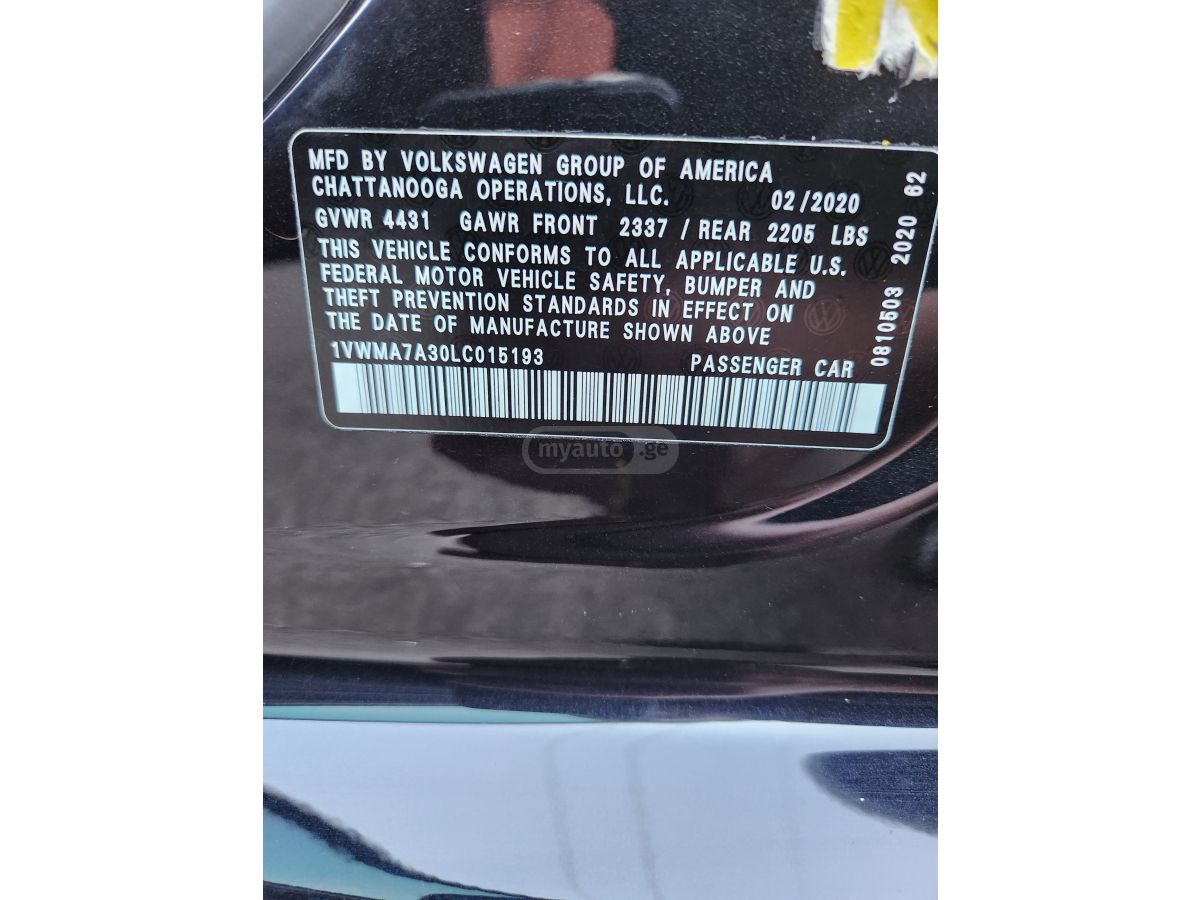 MFD BY VOLKSWAGEN GROUP OF AMERICA
CHATTANOOGA OPERATIONS, LLC. 02/2020
GVWR 4431 GAWR FRONT 2337 / REAR 2205 LBS
THIS VEHICLE CONFORMS TO ALL APPLICABLE U.S.
FEDERAL MOTOR VEHICLE SAFETY, BUMPER AND
THEFT PREVENTION STANDARDS IN EFFECT ON
THE DATE OF MANUFACTURE SHOWN ABOVE
1VWMA7A30LC015193 PASSENGER CAR
0810503 2020 62
myauto.ge